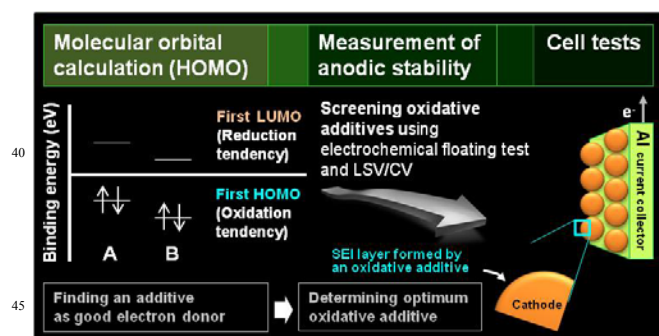 Molecular orbital
calculation (HOMO)
Measurement of
anodic stability
Cell tests
Binding energy (eV)
First LUMO
(Reduction
tendency)
First HOMO
(Oxidation
tendency)
A
B
Screening oxidative
additives using
electrochemical floating test
and LSV/CV
e-
Al current collector
SEI layer formed by
an oxidative additive
Cathode
Finding an additive
as good electron donor
Determining optimum
oxidative additive
40
45